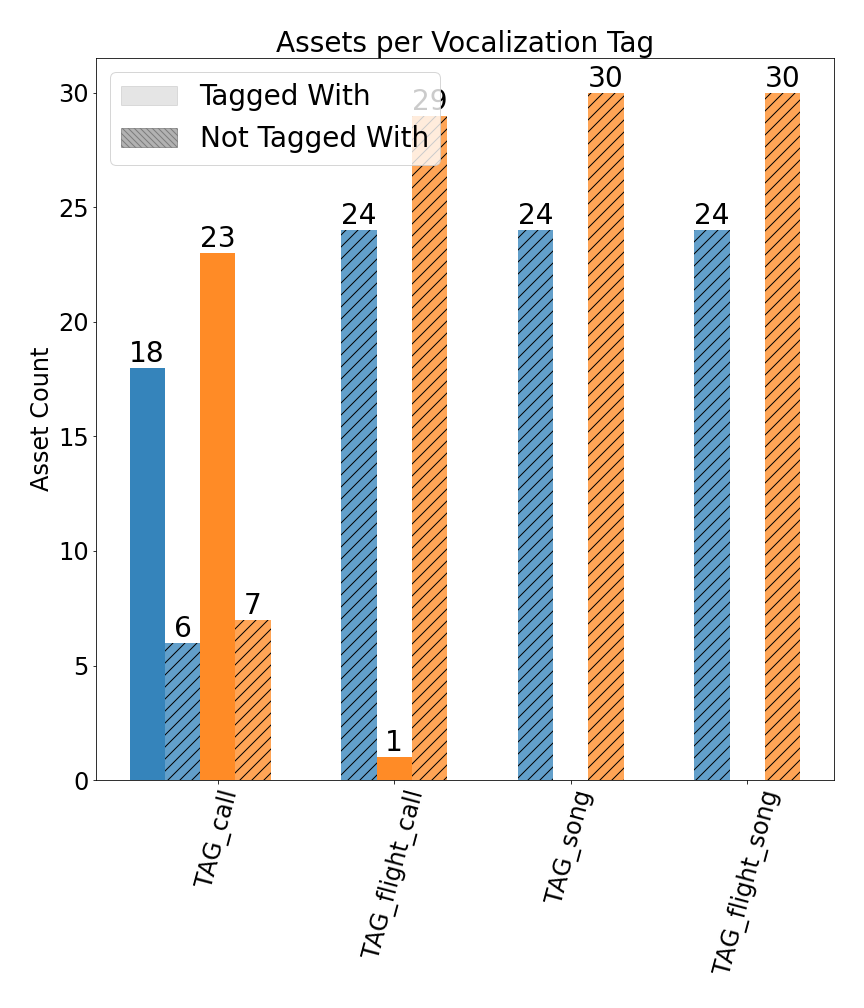 Assets per Vocalization Tag
Tagged With
Not Tagged With
Asset Count
30
25
20
15
10
5
0
18
6
23
7
24
1
29
24
30
24
30
TAG_call
TAG_flight_call
TAG_song
TAG_flight_song